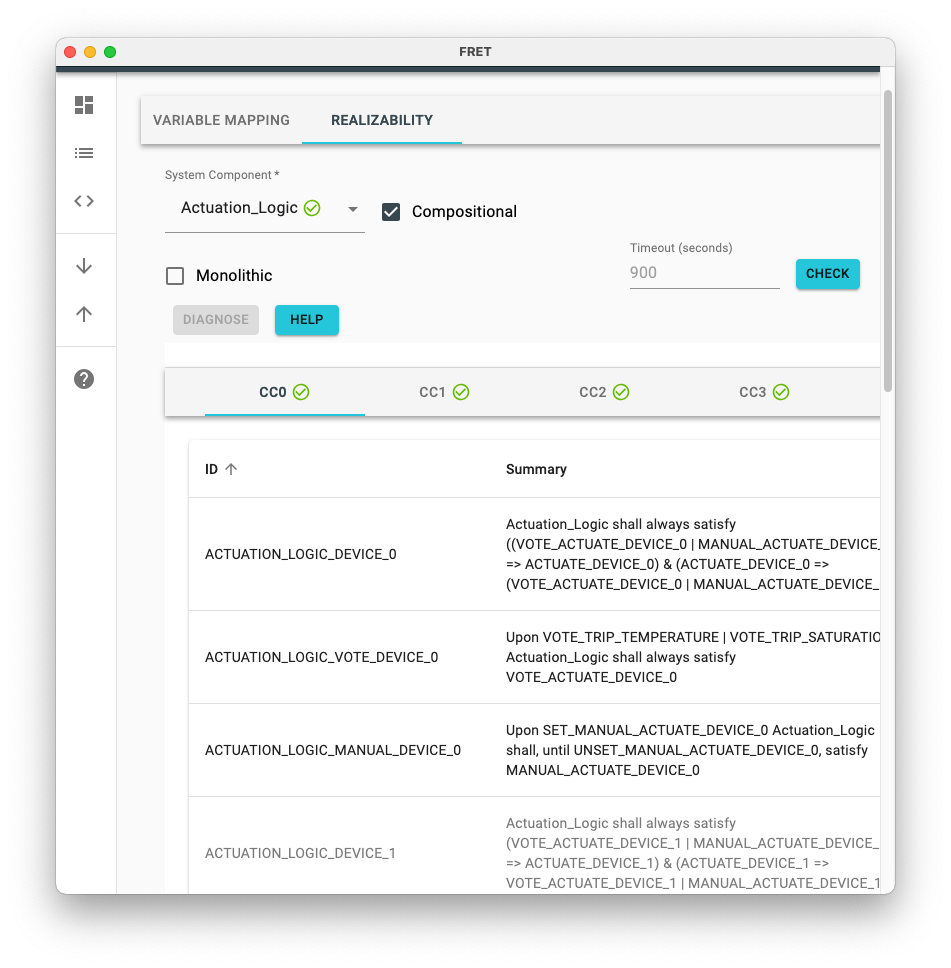 FRET
VARIABLE MAPPING
REALIZABILITY
System Component *
Actuation_Logic
Compositional
Timeout (seconds)
Monolithic
900
CHECK
DIAGNOSE
HELP
CC0
CC1
CC2
CC3
ID
Summary
ACTUATION_LOGIC_DEVICE_0
Actuation_Logic shall always satisfy
((VOTE_ACTUATE_DEVICE_0 | MANUAL_ACTUATE_DEVICE_
=> ACTUATE_DEVICE_0) & (ACTUATE_DEVICE_0 =>
(VOTE_ACTUATE_DEVICE_0 | MANUAL_ACTUATE_DEVICE_
ACTUATION_LOGIC_VOTE_DEVICE_0
Upon VOTE_TRIP_TEMPERATURE | VOTE_TRIP_SATURATIO
Actuation_Logic shall always satisfy
VOTE_ACTUATE_DEVICE_0
ACTUATION_LOGIC_MANUAL_DEVICE_0
Upon SET_MANUAL_ACTUATE_DEVICE_0 Actuation_Logic
shall, until UNSET_MANUAL_ACTUATE_DEVICE_0, satisfy
MANUAL_ACTUATE_DEVICE_0
ACTUATION_LOGIC_DEVICE_1
Actuation_Logic shall always satisfy
(VOTE_ACTUATE_DEVICE_1 | MANUAL_ACTUATE_DEVICE_
=> ACTUATE_DEVICE_1) & (ACTUATE_DEVICE_1 =>
VOTE_ACTUATE_DEVICE_1 | MANUAL_ACTUATE_DEVICE_1